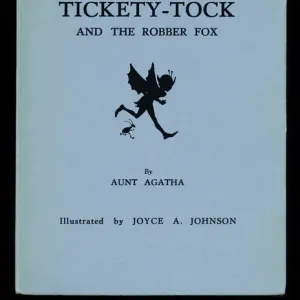 TICKETY-TOCK
AND THE ROBBER FOX
By
AUNT AGATHA
Illustrated by JOYCE A. JOHNSON